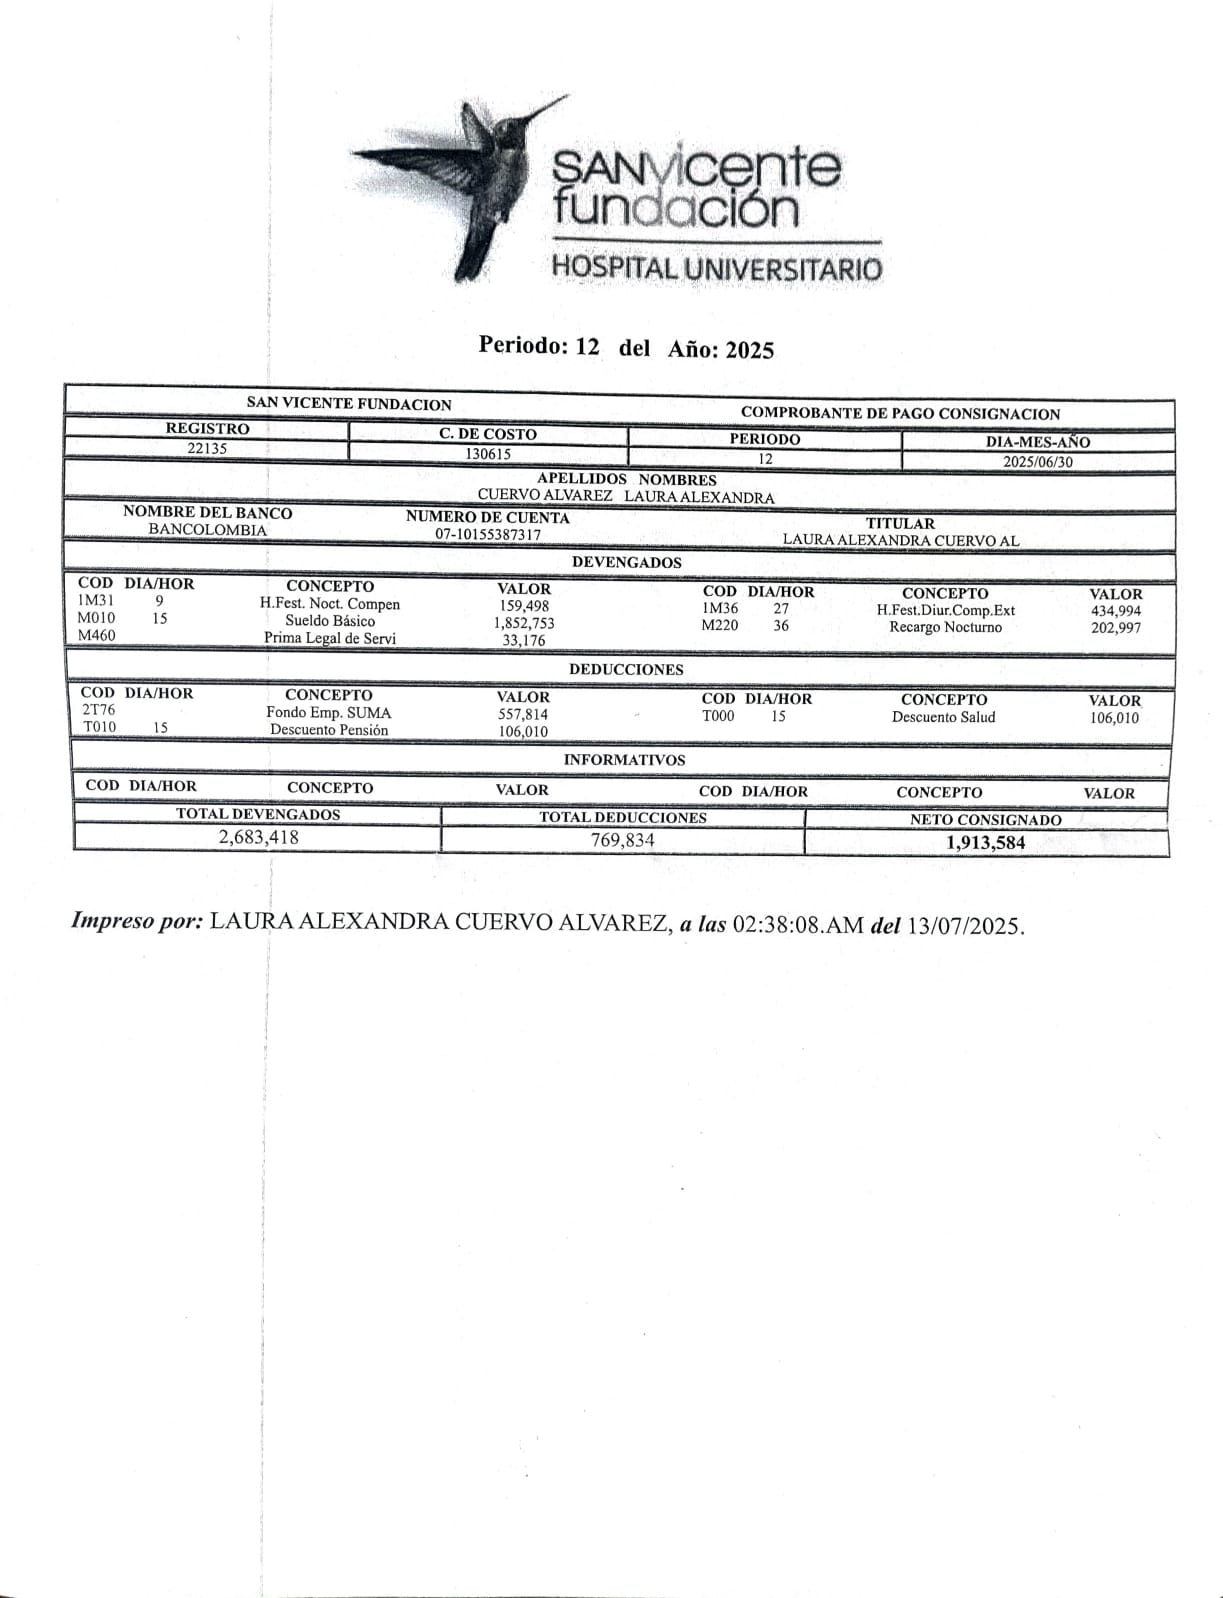 SANvicente
fundación
HOSPITAL UNIVERSITARIO
Periodo: 12 del Año: 2025
SAN VICENTE FUNDACION COMPROBANTE DE PAGO CONSIGNACION
REGISTRO C. DE COSTO PERIODO DIA-MES-AÑO
22135 130615 12 2025/06/30
APELLIDOS NOMBRES
CUERVO ALVAREZ LAURA ALEXANDRA
NOMBRE DEL BANCO NUMERO DE CUENTA TITULAR
BANCOLOMBIA 07-10155387317 LAURA ALEXANDRA CUERVO AL
DEVENGADOS
COD DIA/HOR CONCEPTO VALOR COD DIA/HOR CONCEPTO VALOR
1M31 9 H.Fest. Noct. Compen 159,498 1M36 27 H.Fest.Diur.Comp.Ext 434,994
M010 15 Sueldo Básico 1,852,753 M220 36 Recargo Nocturno 202,997
M460 Prima Legal de Servi 33,176
DEDUCCIONES
COD DIA/HOR CONCEPTO VALOR COD DIA/HOR CONCEPTO VALOR
2T76 Fondo Emp. SUMA 557,814 T000 15 Descuento Salud 106,010
T010 15 Descuento Pensión 106,010
INFORMATIVOS
COD DIA/HOR CONCEPTO VALOR COD DIA/HOR CONCEPTO VALOR
TOTAL DEVENGADOS TOTAL DEDUCCIONES NETO CONSIGNADO
2,683,418 769,834 1,913,584
Impreso por: LAURA ALEXANDRA CUERVO ALVAREZ, a las 02:38:08.AM del 13/07/2025.